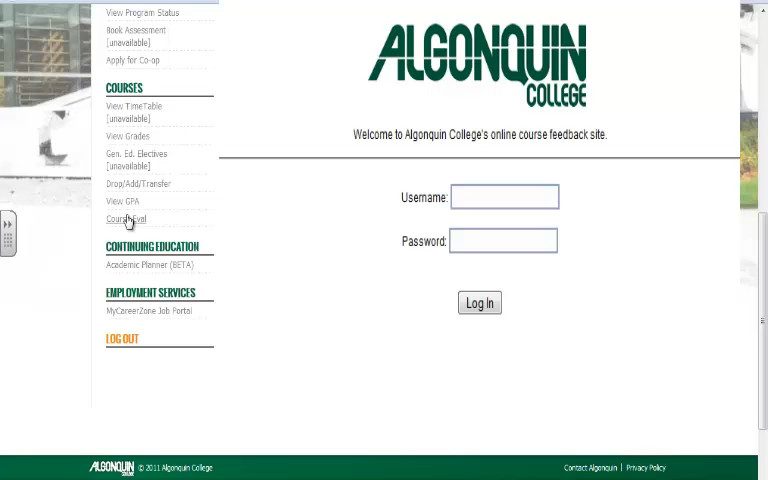 View Program Status
Book Assessment
[unavailable]
Apply for Co-op
COURSES
View TimeTable
[unavailable]
View Grades
Gen. Ed. Electives
[unavailable]
Drop/Add/Transfer
View GPA
Course Eval
CONTINUING EDUCATION
Academic Planner (BETA)
EMPLOYMENT SERVICES
MyCareerZone Job Portal
LOG OUT
ALGONQUIN
COLLEGE
Welcome to Algonquin College's online course feedback site.
Username:
Password:
Log In
ALGONQUIN
COLLEGE
© 2011 Algonquin College
Contact Algonquin | Privacy Policy